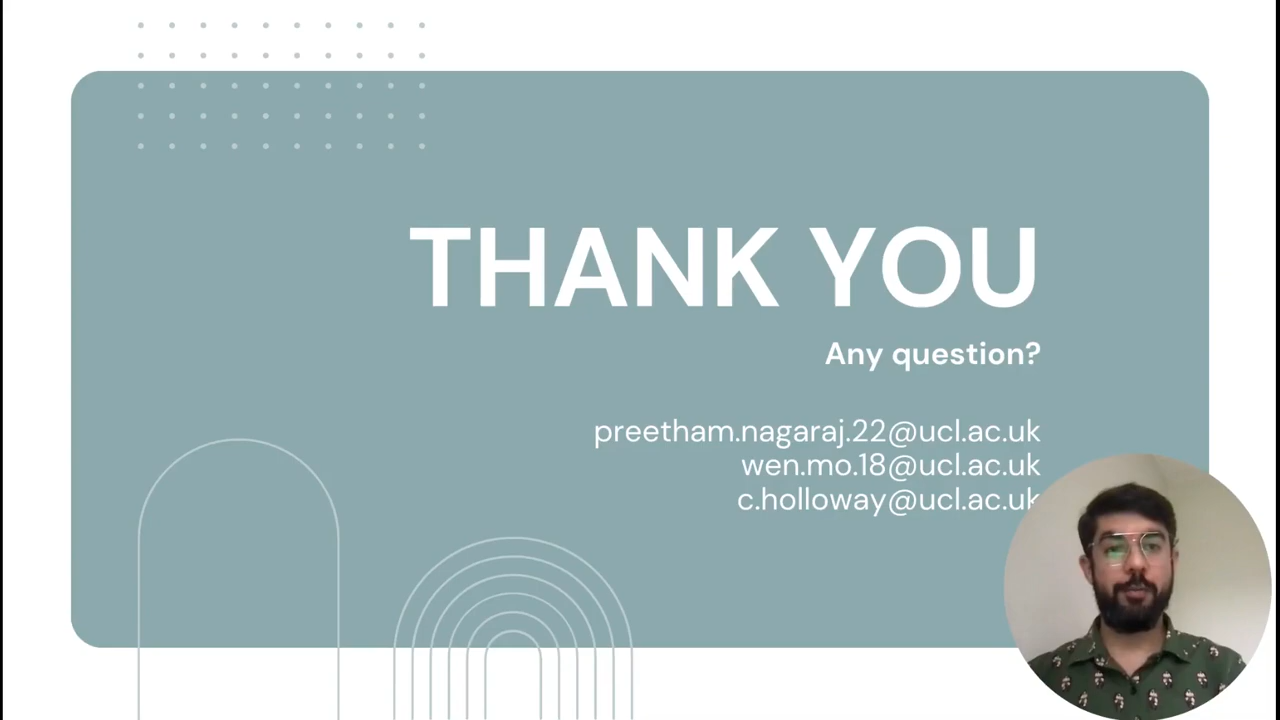 THANK YOU
Any question?
preetham.nagaraj.22@ucl.ac.uk
wen.mo.18@ucl.ac.uk
c.holloway@ucl.ac.uk